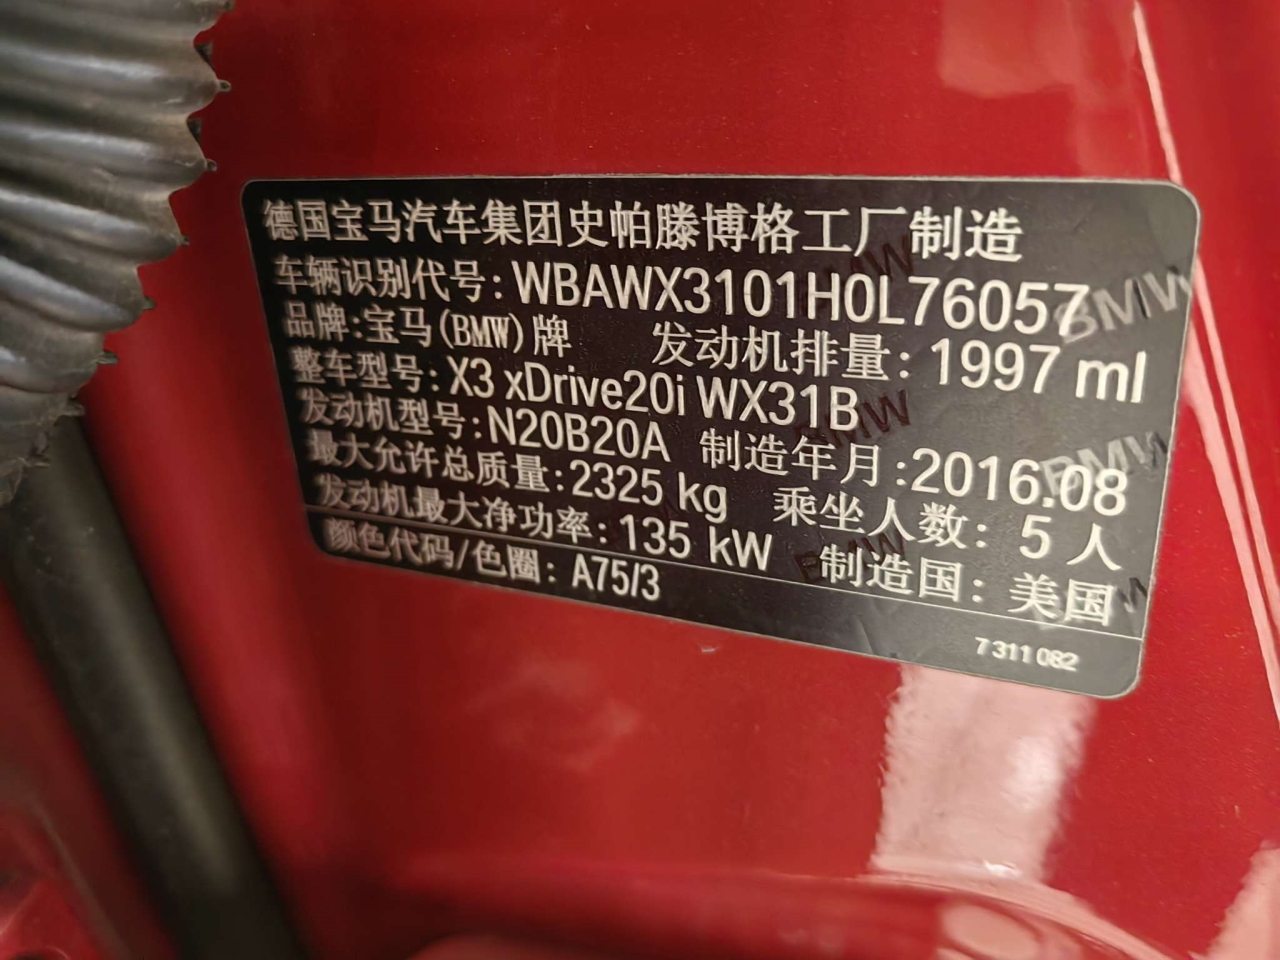 德国宝马汽车集团史帕滕博格工厂制造
车辆识别代号: WBAWX3101H0L76057
品牌:宝马(BMW)牌 发动机排量: 1997 ml
整车型号: X3 xDrive20i WX31B
发动机型号: N20B20A 制造年月:2016.08
最大允许总质量: 2325 kg 乘坐人数: 5 人
发动机最大净功率: 135 kW 制造国: 美国
颜色代码/色圈: A75/3
7 311 082
BMW
BMW
BMW
BMW
BMW